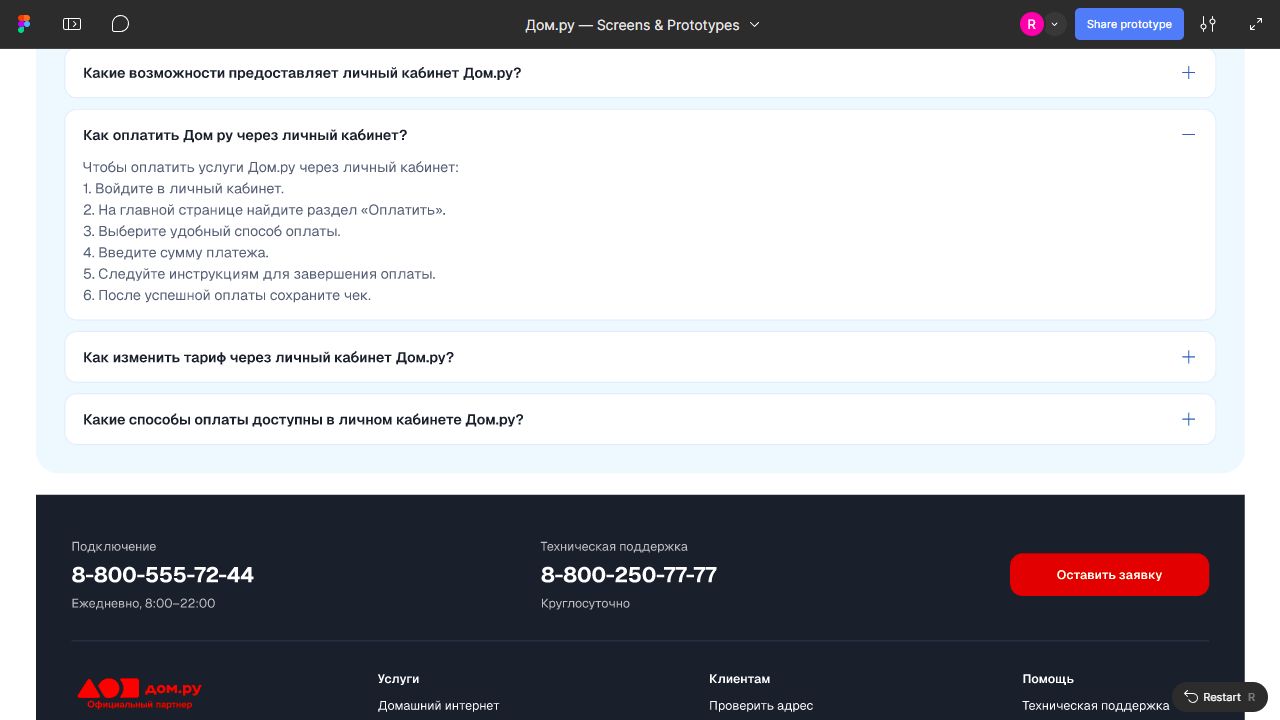 Дом.ру — Screens & Prototypes
R
Share prototype
Какие возможности предоставляет личный кабинет Дом.ру?
Как оплатить Дом ру через личный кабинет?
Чтобы оплатить услуги Дом.ру через личный кабинет:
1. Войдите в личный кабинет.
2. На главной странице найдите раздел «Оплатить».
3. Выберите удобный способ оплаты.
4. Введите сумму платежа.
5. Следуйте инструкциям для завершения оплаты.
6. После успешной оплаты сохраните чек.
Как изменить тариф через личный кабинет Дом.ру?
Какие способы оплаты доступны в личном кабинете Дом.ру?
Подключение
8-800-555-72-44
Ежедневно, 8:00–22:00
Техническая поддержка
8-800-250-77-77
Круглосуточно
Оставить заявку
дом.ру
Официальный партнер
Услуги
Домашний интернет
Клиентам
Проверить адрес
Помощь
Техническая поддержка
Restart R